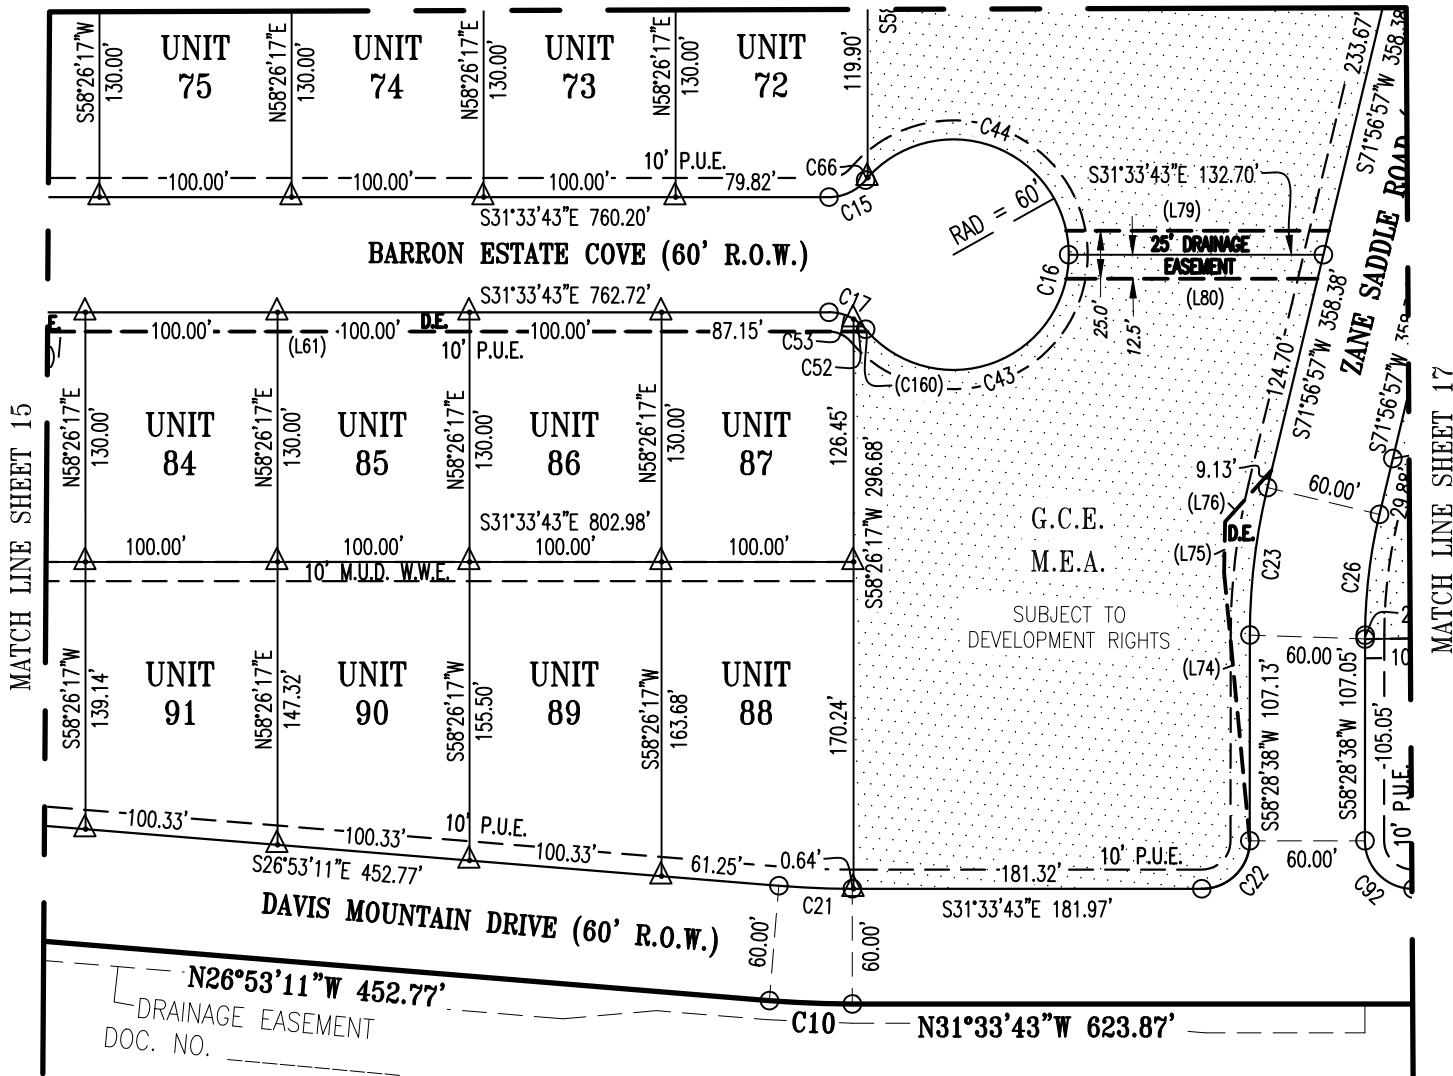 S58°26'17"W
130.00'
UNIT
75
N58°26'17"E
130.00'
UNIT
74
N58°26'17"E
130.00'
UNIT
73
N58°26'17"E
130.00'
UNIT
72
119.90'
C44
233.67'
S71°56'57"W 358.38'
10' P.U.E.
C66
100.00'
100.00'
100.00'
79.82'
C15
S31°33'43"E 760.20'
RAD = 60'
S31°33'43"E 132.70'
(L79)
25' DRAINAGE
EASEMENT
(L80)
BARRON ESTATE COVE (60' R.O.W.)
C16
25.0'
12.5'
ZANE SADDLE ROAD
S31°33'43"E 762.72'
C17
E.
100.00'
100.00'
D.E.
100.00'
87.15'
(L61)
10' P.U.E.
C53
C52
(C160)
C43
124.70'
S71°56'57"W 358.38'
S71°56'57"W
MATCH LINE SHEET 15
MATCH LINE SHEET 17
N58°26'17"E
130.00'
UNIT
84
N58°26'17"E
130.00'
UNIT
85
N58°26'17"E
130.00'
UNIT
86
N58°26'17"E
130.00'
UNIT
87
126.45'
S58°26'17"W 296.68'
9.13'
(L76)
D.E.
(L75)
60.00'
29.88'
G.C.E.
M.E.A.
SUBJECT TO
DEVELOPMENT RIGHTS
C23
C26
S31°33'43"E 802.98'
100.00'
100.00'
100.00'
100.00'
10' M.U.D. W.W.E.
2
60.00'
10
(L74)
S58°26'17"W
139.14'
UNIT
91
N58°26'17"E
147.32'
UNIT
90
S58°26'17"W
155.50'
UNIT
89
S58°26'17"W
163.68'
UNIT
88
170.24'
S58°28'38"W 107.13'
S58°28'38"W 107.05'
105.05'
10' P.U.E.
100.33'
100.33'
10' P.U.E.
100.33'
61.25'
0.64'
S26°53'11"E 452.77'
181.32'
10' P.U.E.
60.00'
C22
C92
C21
S31°33'43"E 181.97'
DAVIS MOUNTAIN DRIVE (60' R.O.W.)
60.00'
60.00'
N26°53'11"W 452.77'
DRAINAGE EASEMENT
DOC. NO.
C10
N31°33'43"W 623.87'